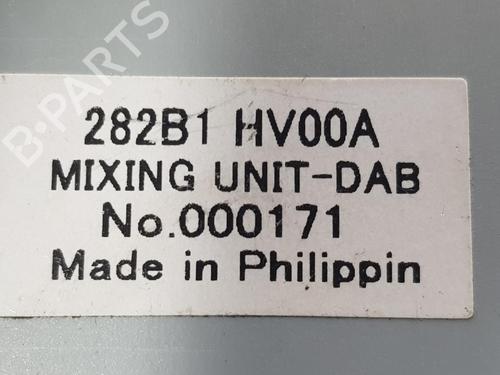 B-PARTS
282B1 HV00A
MIXING UNIT-DAB
No.000171
Made in Philippin